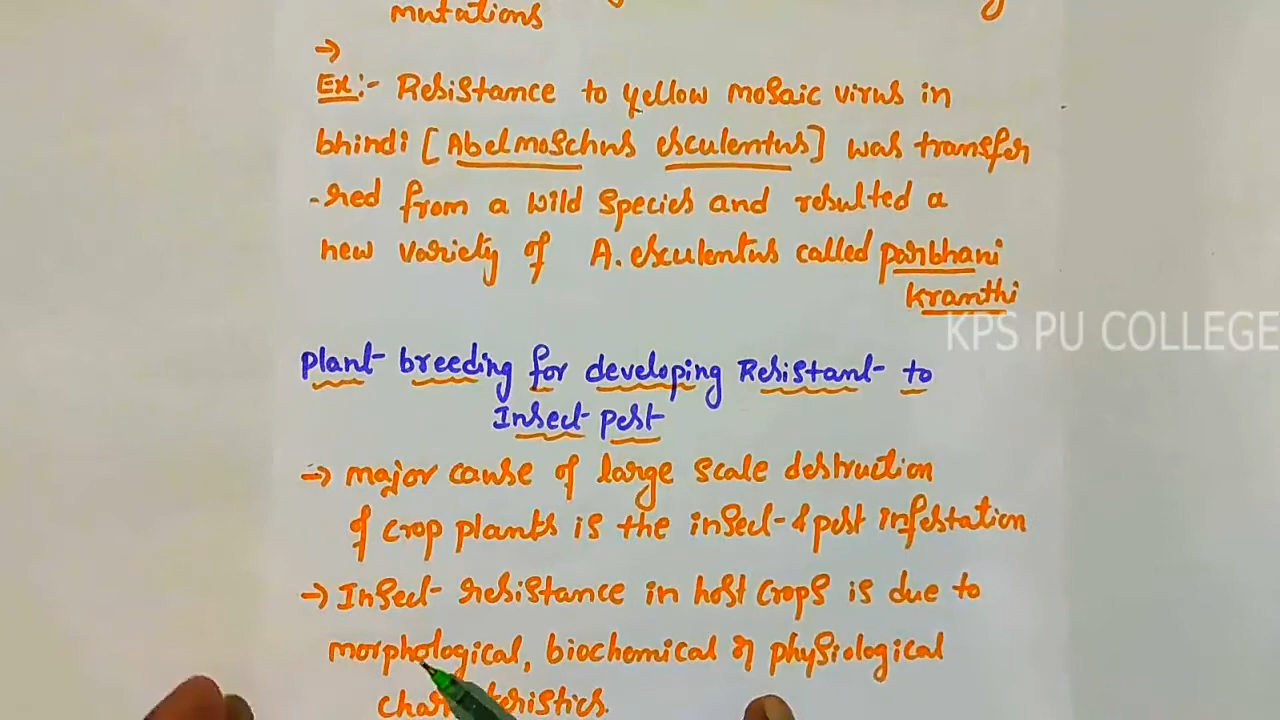 mutations
→
Ex:- Resistance to yellow mosaic virus in
bhindi [Abelmoschus esculentus] was transfer
-red from a wild species and resulted a
new variety of A. esculentus called parbhani
kranthi
KPS PU COLLEGE
plant breeding for developing Resistant to
Insect pest
→ major cause of large scale destruction
of crop plants is the insect & pest infestation
→ Insect resistance in host crops is due to
morphological, biochemical or physiological
characteristics.